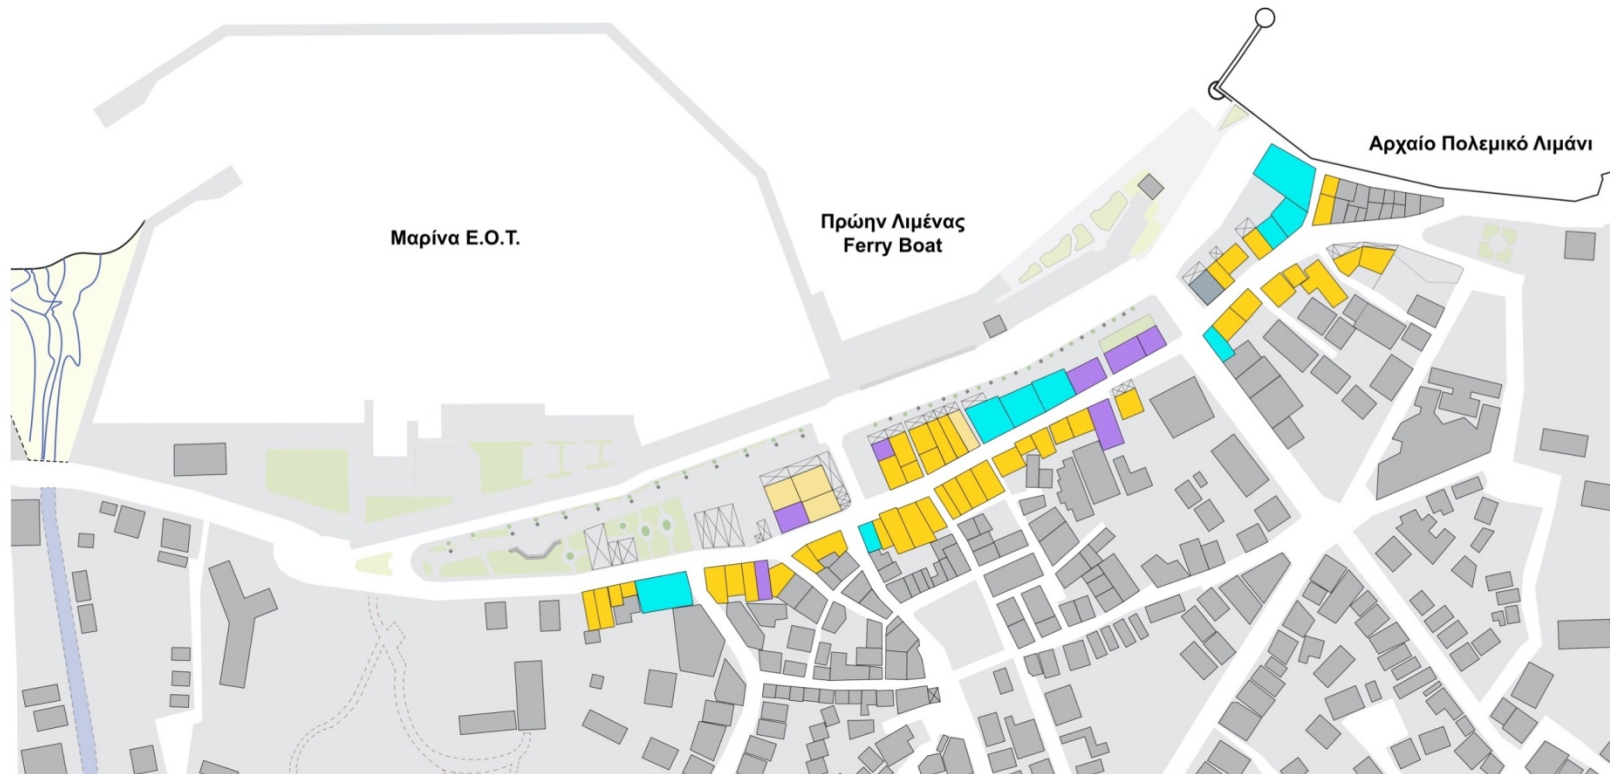 Αρχαίο Πολεμικό Λιμάνι
Πρώην Λιμένας
Ferry Boat
Μαρίνα Ε.Ο.Τ.